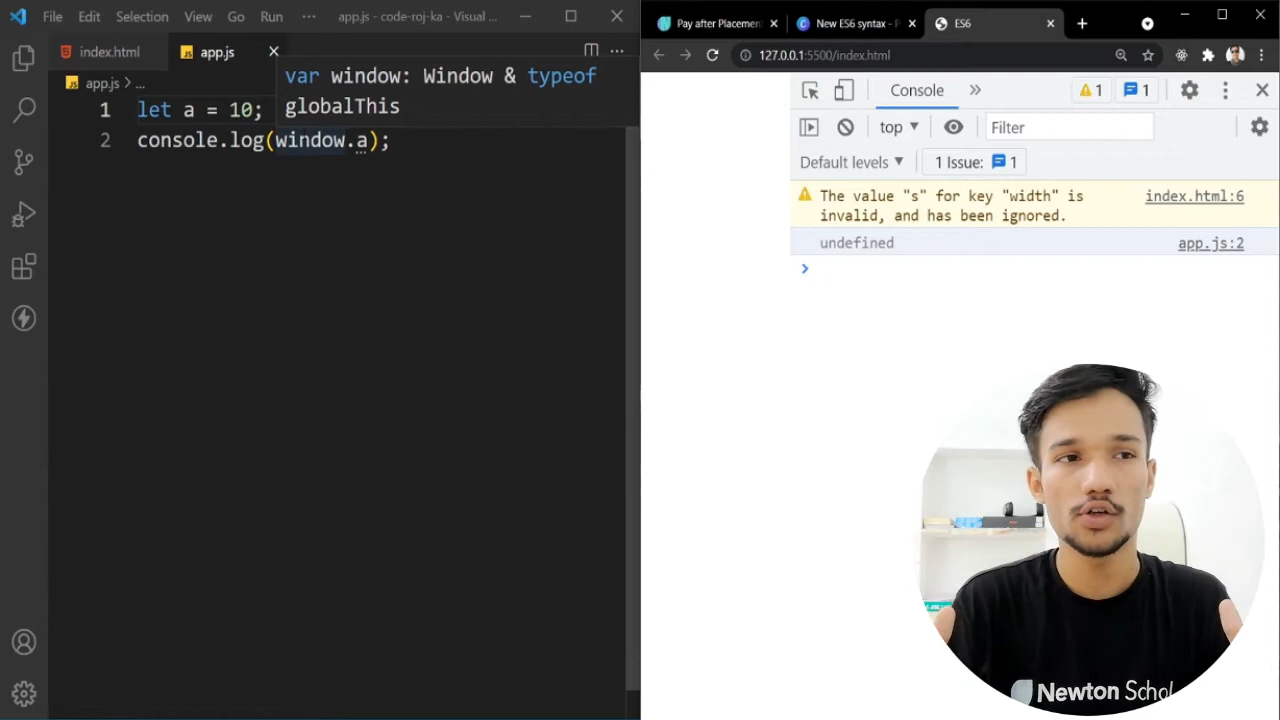 File Edit Selection View Go Run ··· app.js - code-roj-ka - Visual ...
index.html
app.js
app.js > ...
var window: Window & typeof
globalThis
1 let a = 10;
2 console.log(window.a);
Pay after Placemen
New ES6 syntax - P
ES6
127.0.0.1:5500/index.html
Console
1
1
top
Filter
Default levels
1 Issue: 1
The value "s" for key "width" is
invalid, and has been ignored.
index.html:6
undefined
app.js:2
Newton Schol